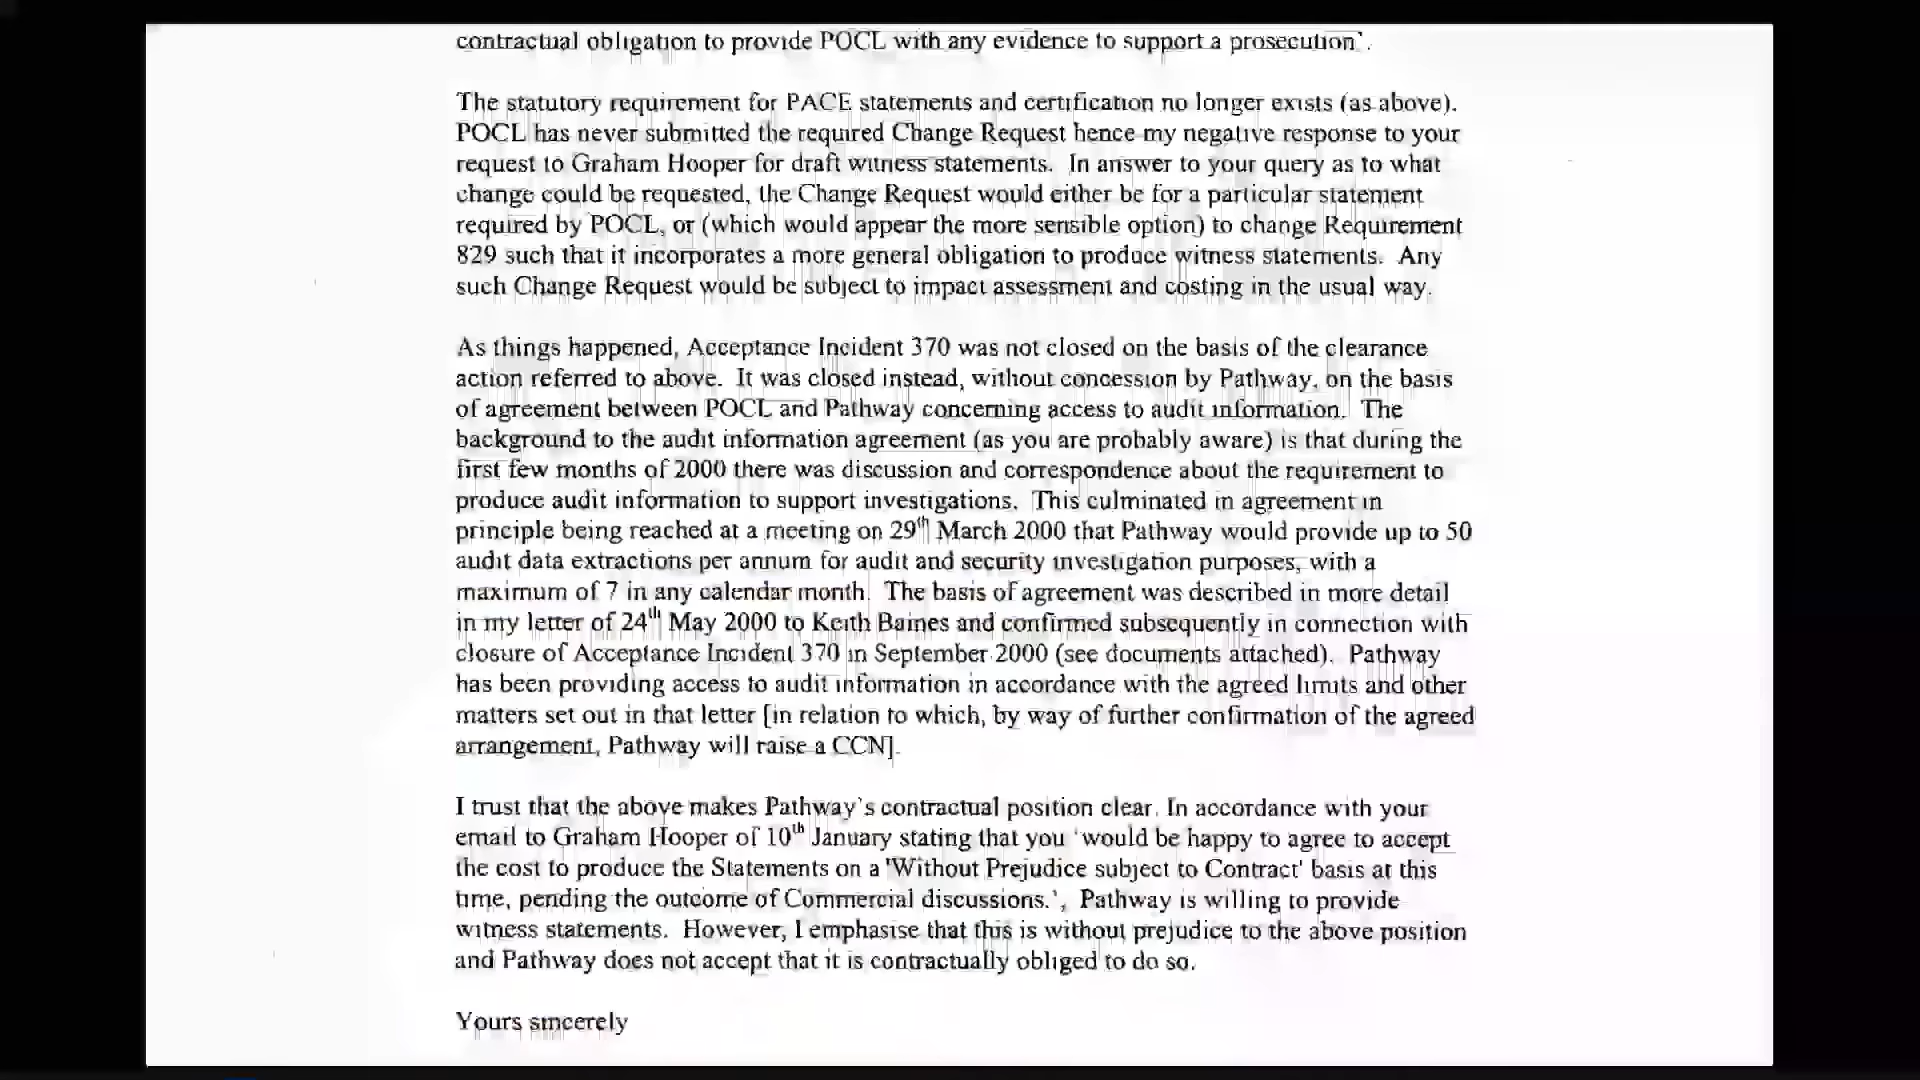 contractual obligation to provide POCL with any evidence to support a prosecution'.
The statutory requirement for PACE statements and certification no longer exists (as above).
POCL has never submitted the required Change Request hence my negative response to your
request to Graham Hooper for draft witness statements. In answer to your query as to what
change could be requested, the Change Request would either be for a particular statement
required by POCL, or (which would appear the more sensible option) to change Requirement
829 such that it incorporates a more general obligation to produce witness statements. Any
such Change Request would be subject to impact assessment and costing in the usual way.
As things happened, Acceptance Incident 370 was not closed on the basis of the clearance
action referred to above. It was closed instead, without concession by Pathway, on the basis
of agreement between POCL and Pathway concerning access to audit information. The
background to the audit information agreement (as you are probably aware) is that during the
first few months of 2000 there was discussion and correspondence about the requirement to
produce audit information to support investigations. This culminated in agreement in
principle being reached at a meeting on 29th March 2000 that Pathway would provide up to 50
audit data extractions per annum for audit and security investigation purposes, with a
maximum of 7 in any calendar month. The basis of agreement was described in more detail
in my letter of 24th May 2000 to Keith Baines and confirmed subsequently in connection with
closure of Acceptance Incident 370 in September 2000 (see documents attached). Pathway
has been providing access to audit information in accordance with the agreed limits and other
matters set out in that letter [in relation to which, by way of further confirmation of the agreed
arrangement, Pathway will raise a CCN].
I trust that the above makes Pathway's contractual position clear. In accordance with your
email to Graham Hooper of 10th January stating that you 'would be happy to agree to accept
the cost to produce the Statements on a 'Without Prejudice subject to Contract' basis at this
time, pending the outcome of Commercial discussions.', Pathway is willing to provide
witness statements. However, I emphasise that this is without prejudice to the above position
and Pathway does not accept that it is contractually obliged to do so.
Yours sincerely